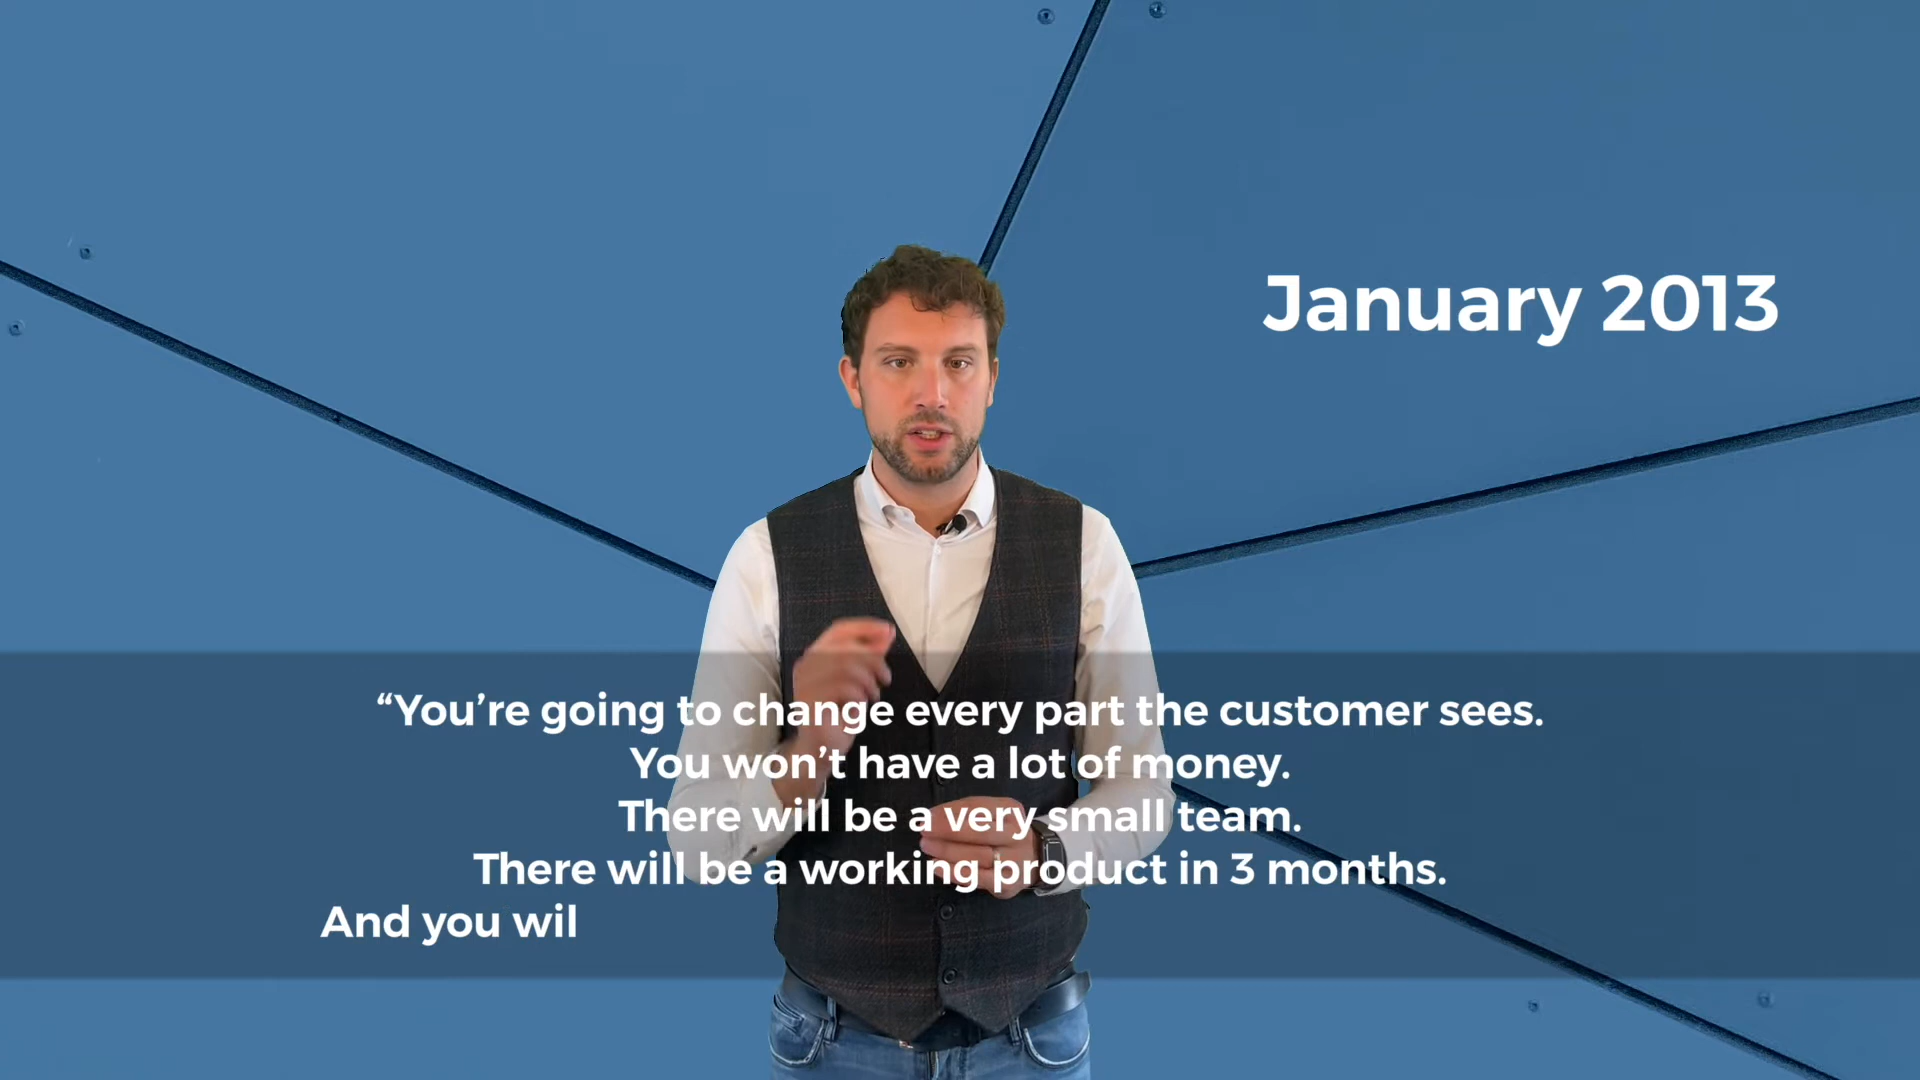 January 2013
“You’re going to change every part the customer sees.
You won’t have a lot of money.
There will be a very small team.
There will be a working product in 3 months.
And you wil